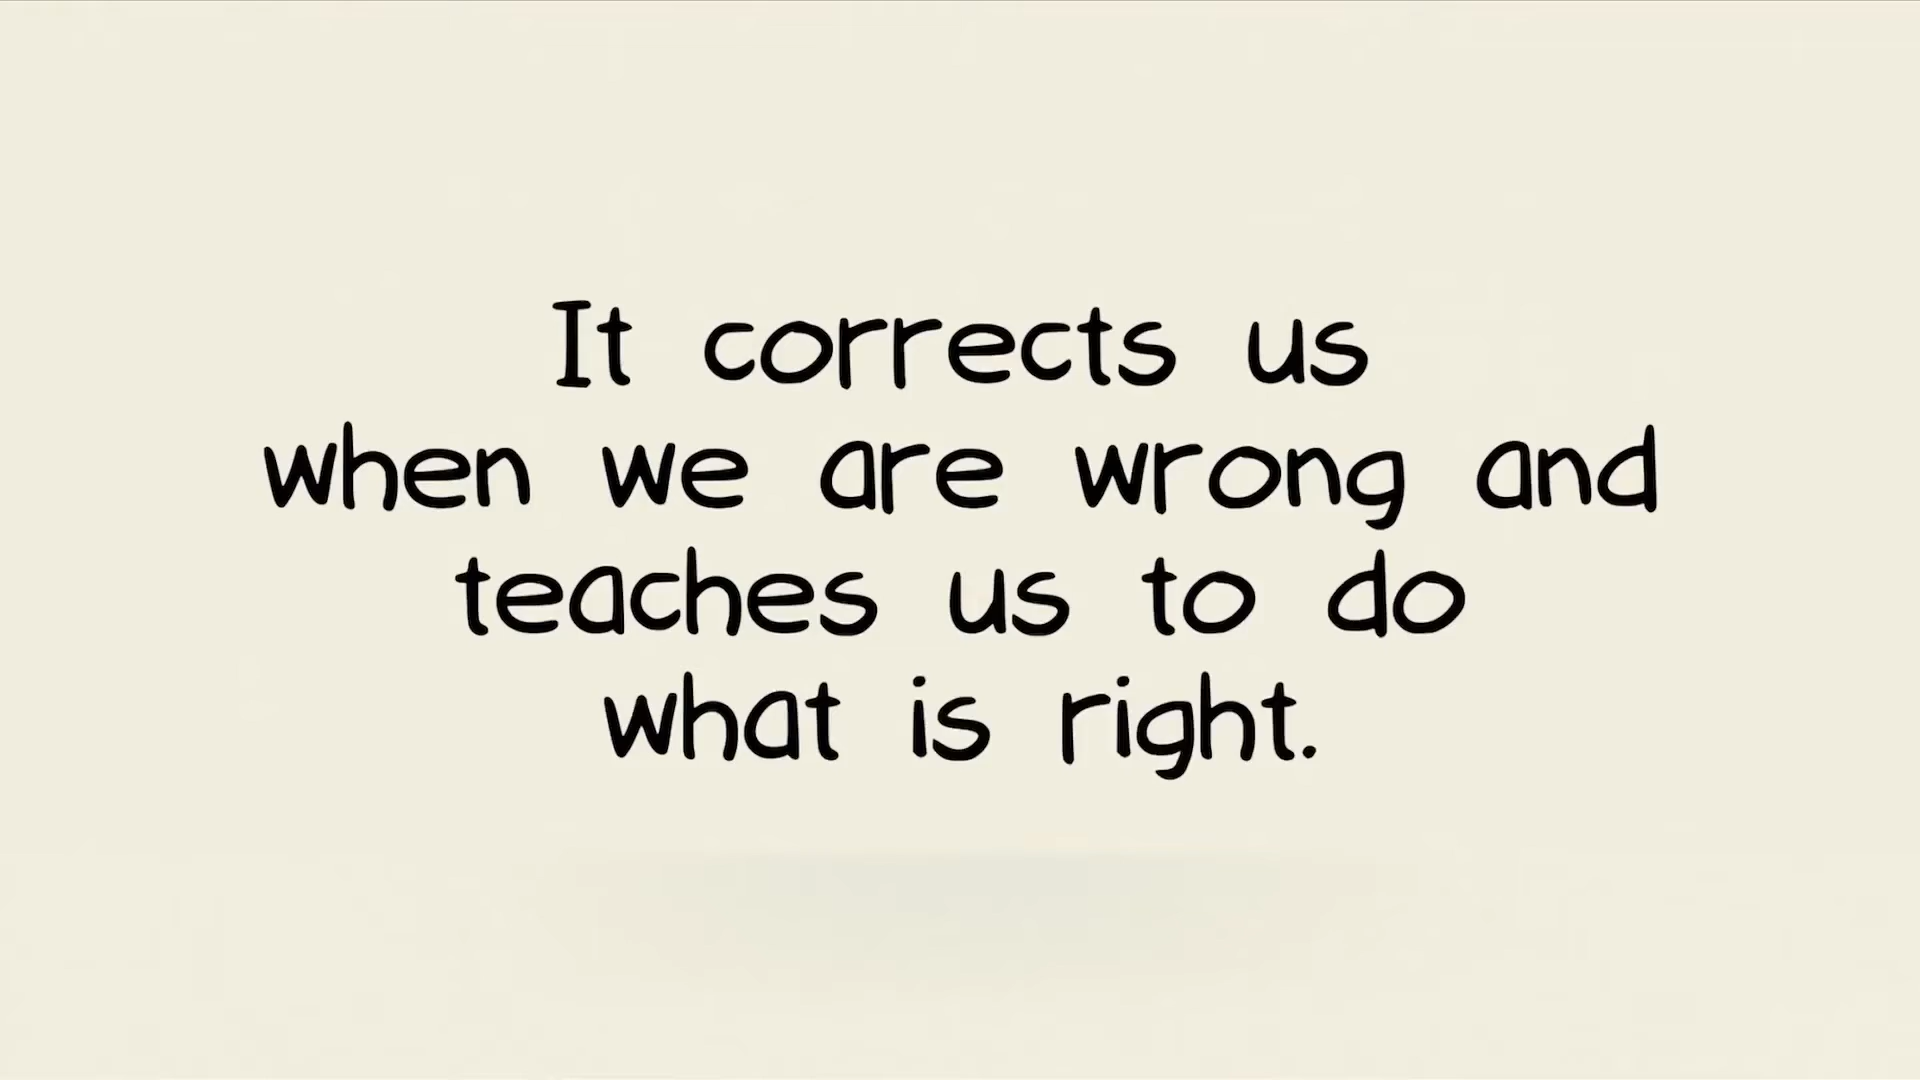 It corrects us
when we are wrong and
teaches us to do
what is right.